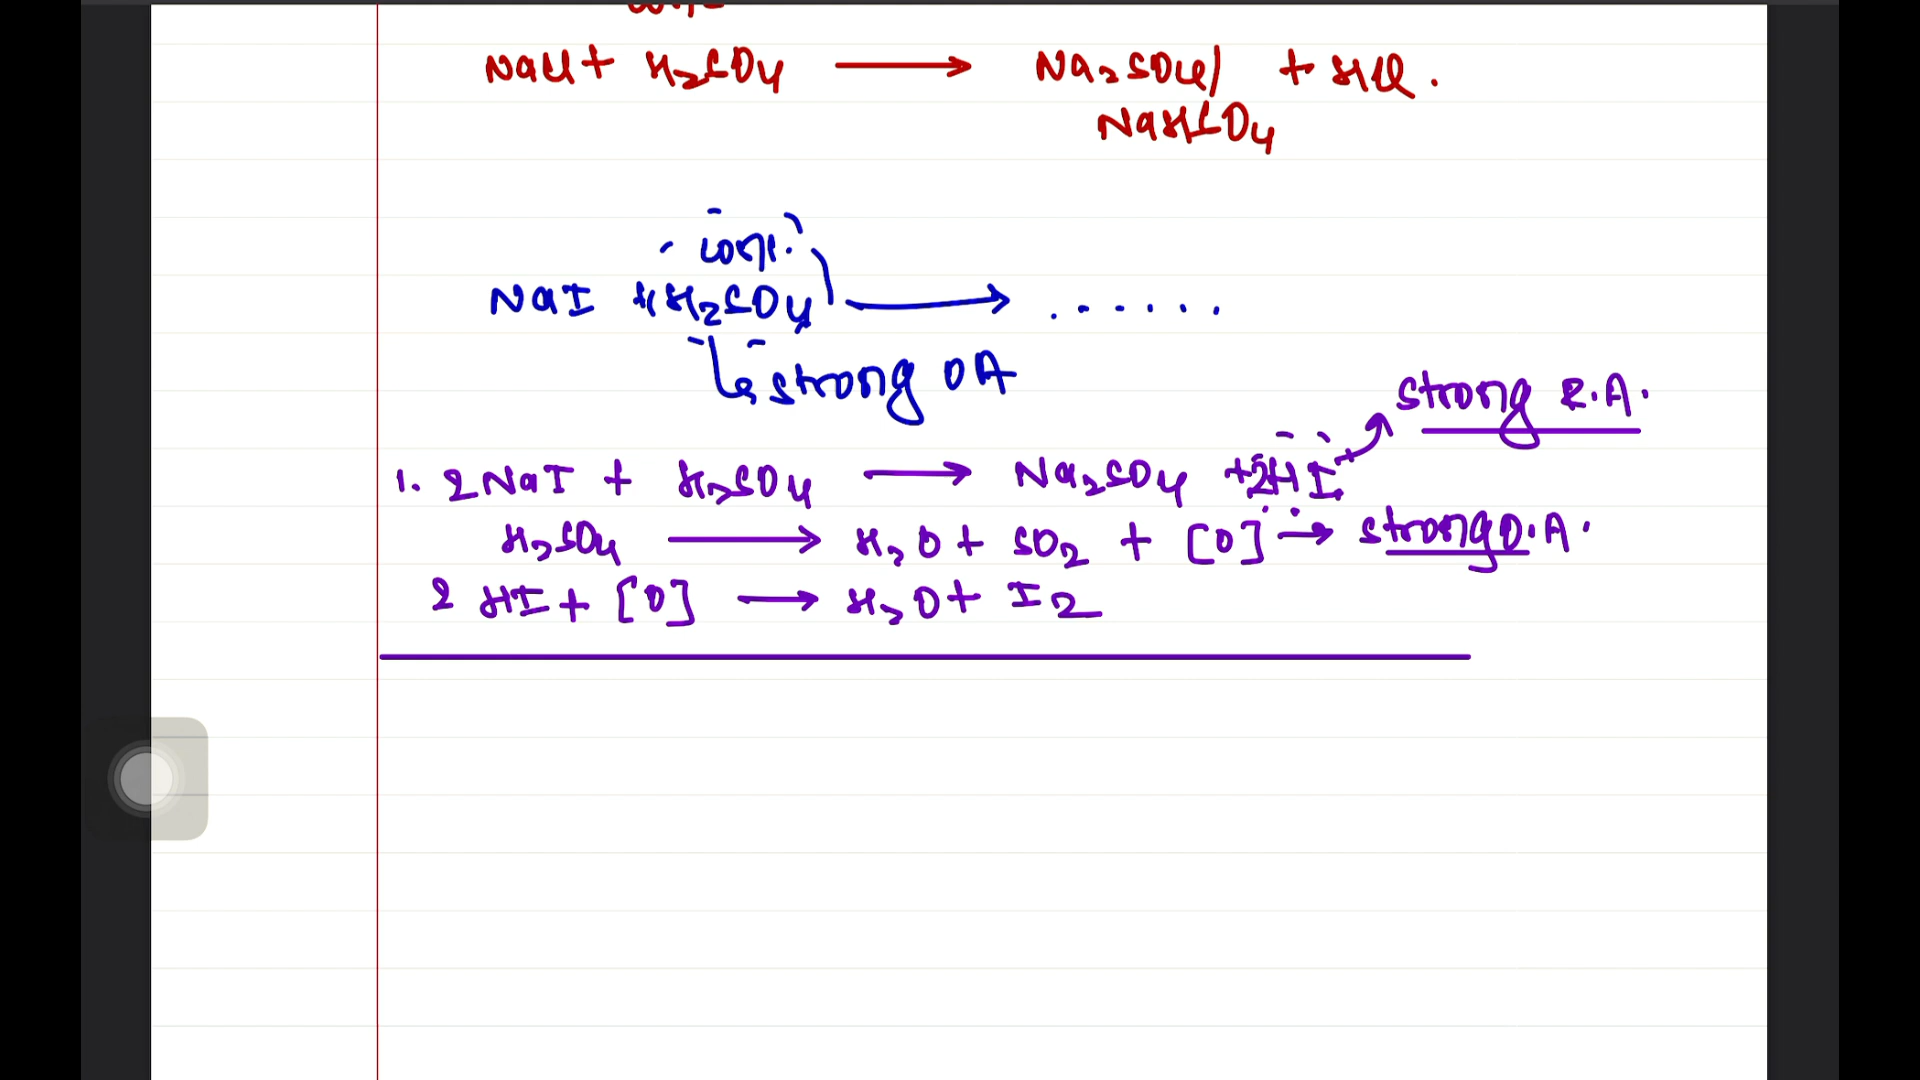 NaCl + H2SO4 → Na2SO4/ + HCl.
NaHSO4
conc.
NaI + H2SO4 → ......
↳ strong OA
strong R.A.
1. 2NaI + H2SO4 → Na2SO4 + 2HI
H2SO4 → H2O + SO2 + [O] → strong O.A.
2HI + [O] → H2O + I2